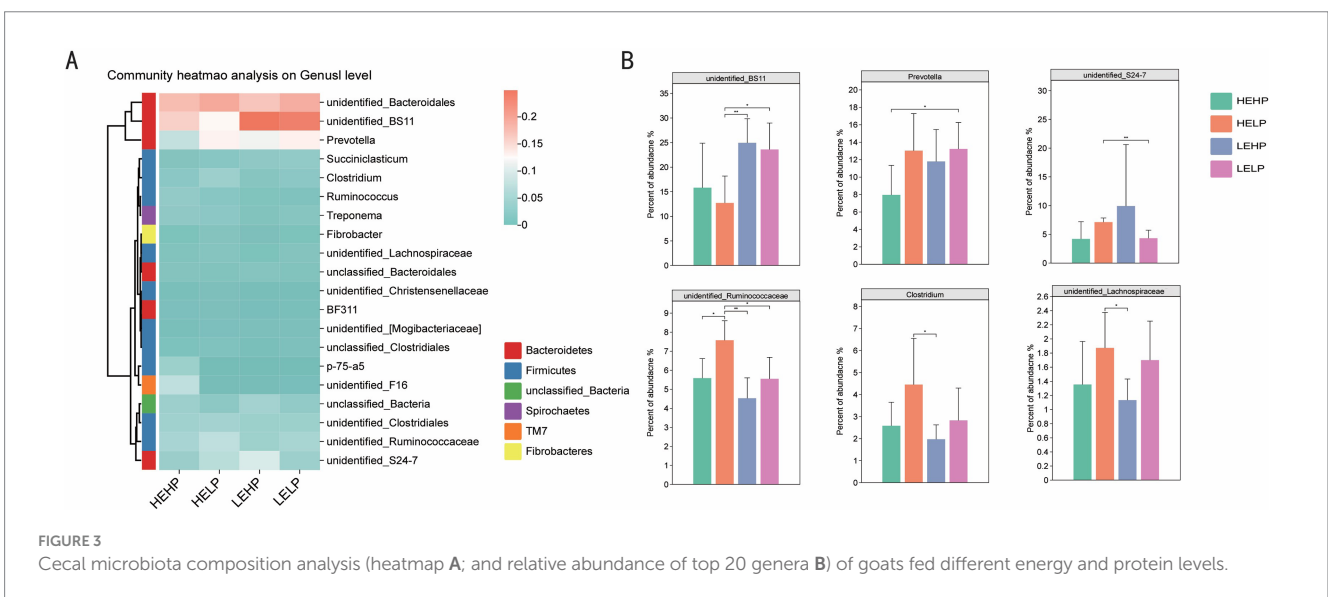 A
Community heatmao analysis on Genusl level
unidentified_Bacteroidales
unidentified_BS11
Prevotella
Succiniclasticum
Clostridium
Ruminococcus
Treponema
Fibrobacter
unidentified_Lachnospiraceae
unclassified_Bacteroidales
unidentified_Christensenellaceae
BF311
unidentified_[Mogibacteriaceae]
unclassified_Clostridiales
p-75-a5
unidentified_F16
unclassified_Bacteria
unidentified_Clostridiales
unidentified_Ruminococcaceae
unidentified_S24-7
HEHP
HELP
LEHP
LELP
0.2
0.15
0.1
0.05
0
Bacteroidetes
Firmicutes
unclassified_Bacteria
Spirochaetes
TM7
Fibrobacteres
B
unidentified_BS11
Percent of abundacne %
35
30
25
20
15
10
5
0
*
**
Prevotella
Percent of abundacne %
20
18
16
14
12
10
8
6
4
2
0
*
unidentified_S24-7
Percent of abundacne %
30
25
20
15
10
5
0
**
HEHP
HELP
LEHP
LELP
unidentified_Ruminococcaceae
Percent of abundacne %
9
8
7
6
5
4
3
2
1
0
*
*
**
Clostridium
Percent of abundacne %
8
7
6
5
4
3
2
1
0
*
unidentified_Lachnospiraceae
Percent of abundacne %
2.6
2.4
2.2
2
1.8
1.6
1.4
1.2
1
0.8
0.6
0.4
0.2
0
*
FIGURE 3
Cecal microbiota composition analysis (heatmap A; and relative abundance of top 20 genera B) of goats fed different energy and protein levels.